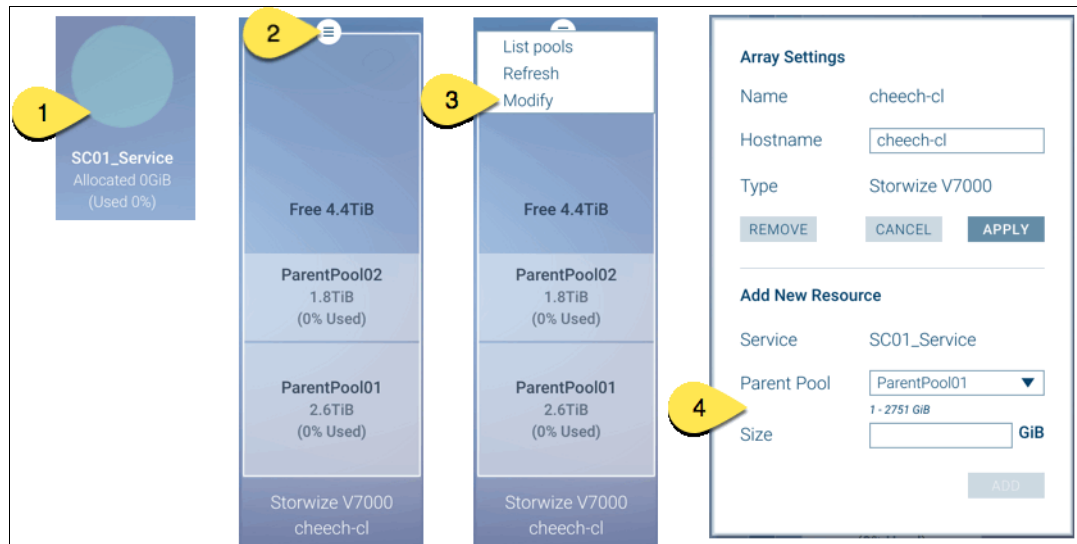 1
SC01_Service
Allocated 0GiB
(Used 0%)
2
Free 4.4TiB
ParentPool02
1.8TiB
(0% Used)
ParentPool01
2.6TiB
(0% Used)
Storwize V7000
cheech-cl
List pools
Refresh
3
Modify
Free 4.4TiB
ParentPool02
1.8TiB
(0% Used)
ParentPool01
2.6TiB
(0% Used)
Storwize V7000
cheech-cl
Array Settings
Name cheech-cl
Hostname cheech-cl
Type Storwize V7000
REMOVE CANCEL APPLY
Add New Resource
Service SC01_Service
Parent Pool ParentPool01
1 - 2751 GiB
4
Size GiB
ADD